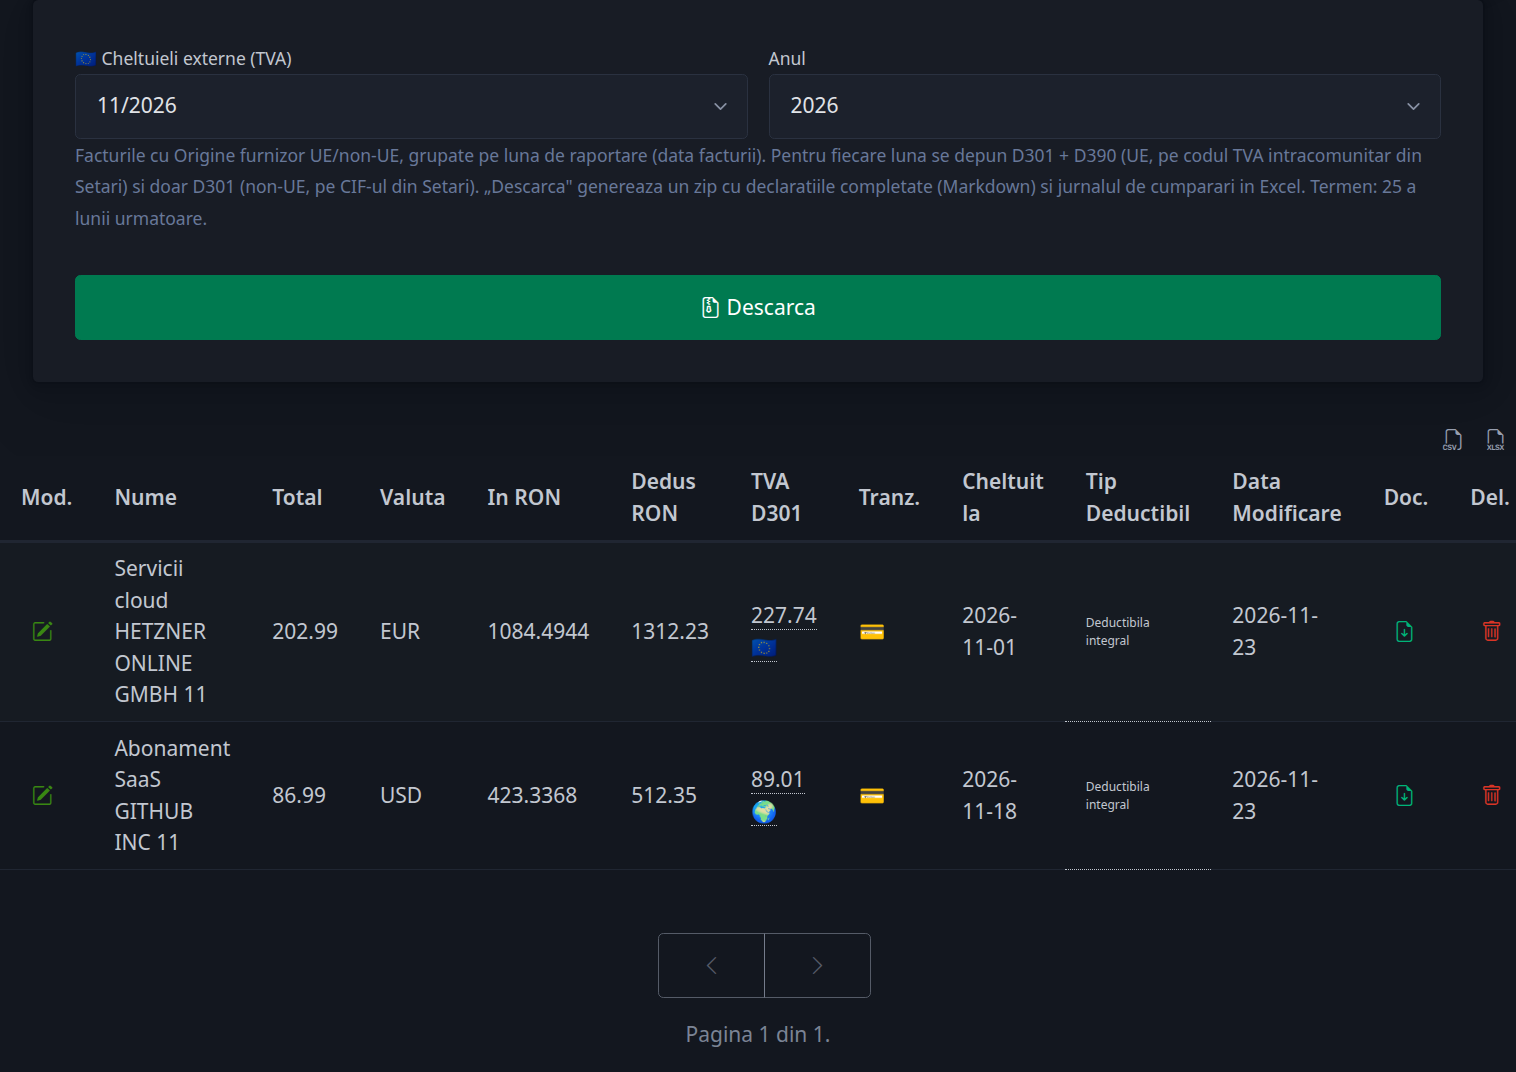 Cheltuieli externe (TVA)
Anul
11/2026
2026
Facturile cu Origine furnizor UE/non-UE, grupate pe luna de raportare (data facturii). Pentru fiecare luna se depun D301 + D390 (UE, pe codul TVA intracomunitar din
Setari) si doar D301 (non-UE, pe CIF-ul din Setari). „Descarca" genereaza un zip cu declaratiile completate (Markdown) si jurnalul de cumparari in Excel. Termen: 25 a
lunii urmatoare.
Descarca
CSV
XLSX
Mod.
Nume
Total
Valuta
In RON
Dedus
RON
TVA
D301
Tranz.
Cheltuit
la
Tip
Deductibil
Data
Modificare
Doc.
Del.
Servicii
cloud
HETZNER
ONLINE
GMBH 11
202.99
EUR
1084.4944
1312.23
227.74
2026-
11-01
Deductibila
integral
2026-11-
23
Abonament
SaaS
GITHUB
INC 11
86.99
USD
423.3368
512.35
89.01
2026-
11-18
Deductibila
integral
2026-11-
23
Pagina 1 din 1.